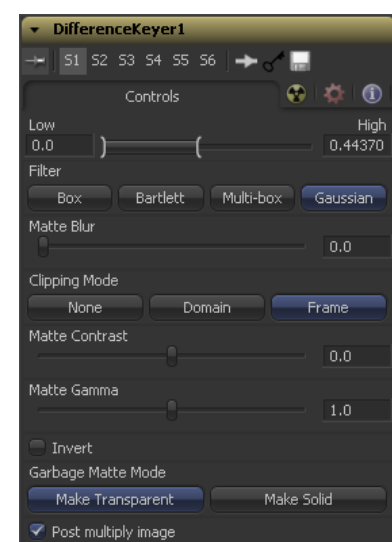 DifferenceKeyer1
S1 S2 S3 S4 S5 S6
Controls
Low High
0.0 0.44370
Filter
Box Bartlett Multi-box Gaussian
Matte Blur
0.0
Clipping Mode
None Domain Frame
Matte Contrast
0.0
Matte Gamma
1.0
Invert
Garbage Matte Mode
Make Transparent Make Solid
Post multiply image